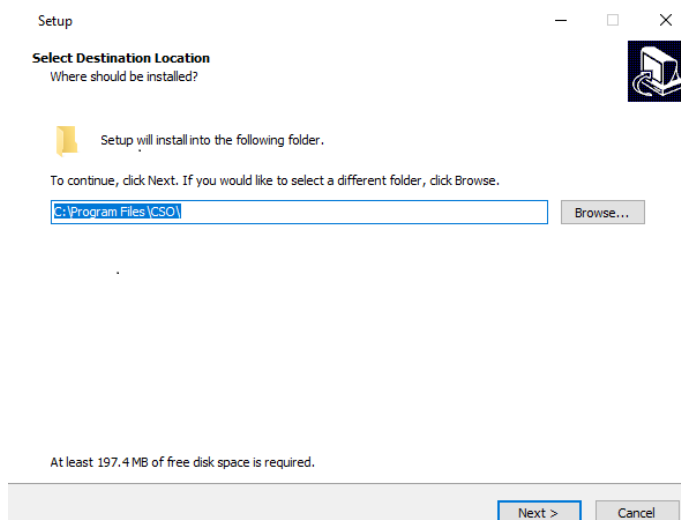 Setup
Select Destination Location
Where should be installed?
Setup will install into the following folder.
To continue, click Next. If you would like to select a different folder, click Browse.
C:\Program Files\CSO\
Browse...
At least 197.4 MB of free disk space is required.
Next >
Cancel